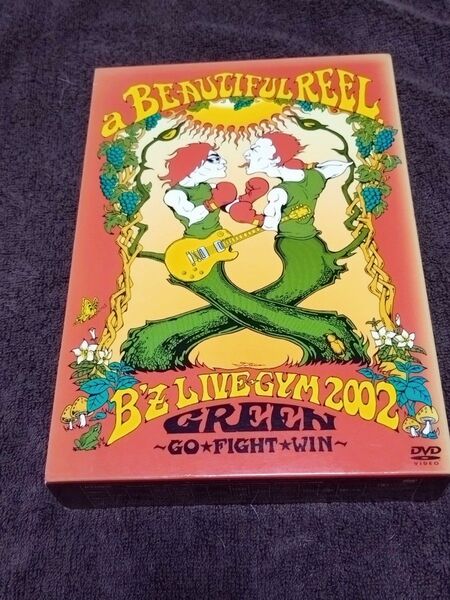 a BEAUTIFUL REEL.
B'z LIVE-GYM 2002
GREEN
~GO★FIGHT★WIN~
DVD
VIDEO